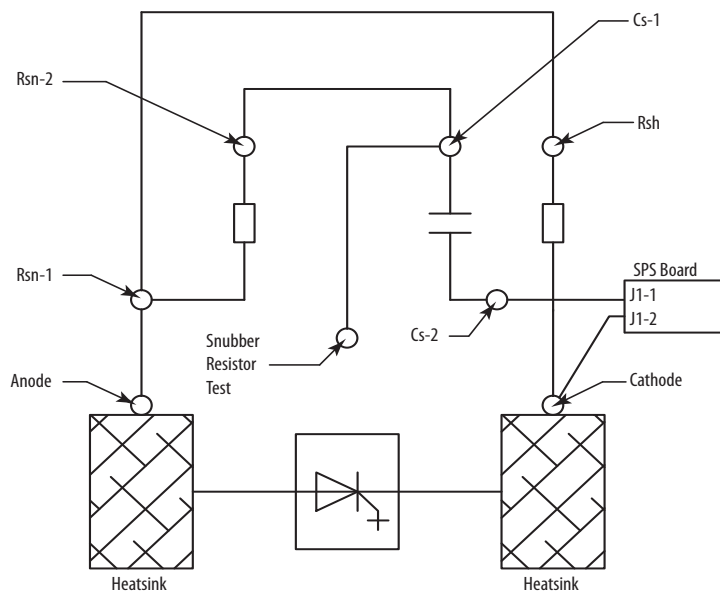 Cs-1
Rsn-2
Rsh
Rsn-1
SPS Board
J1-1
J1-2
Cs-2
Snubber
Resistor
Test
Anode
Cathode
Heatsink
Heatsink